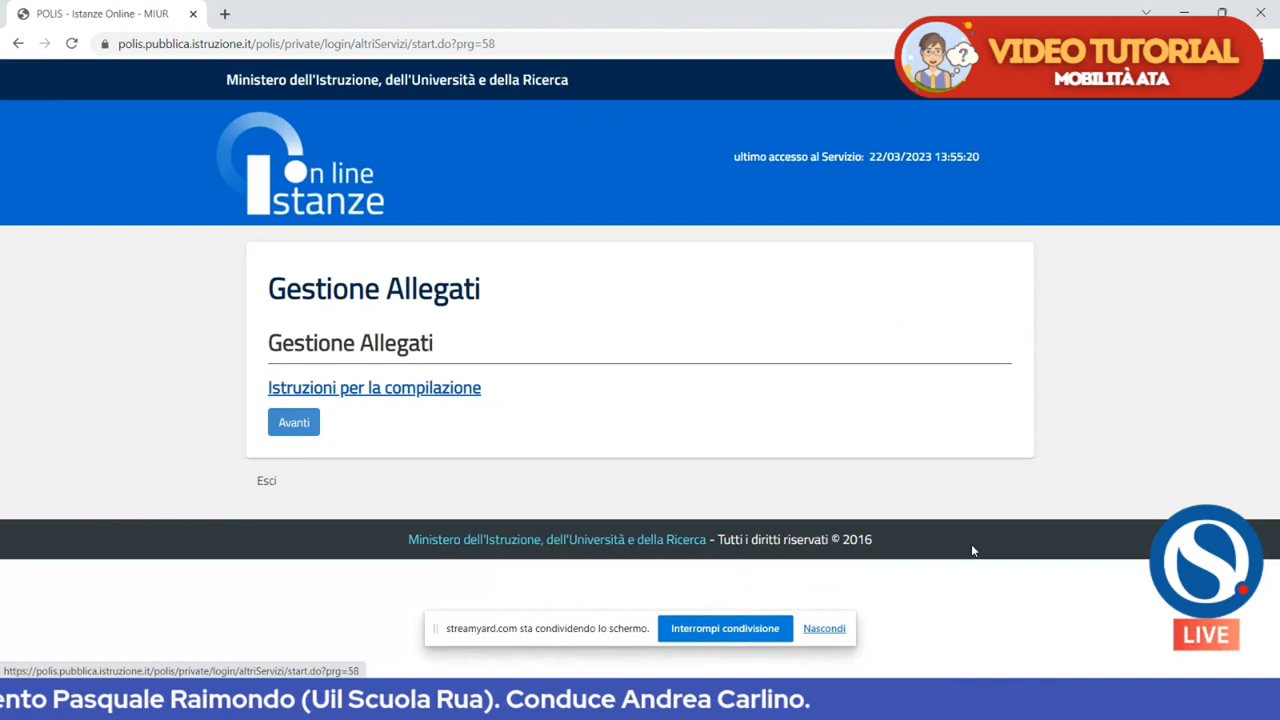 POLIS - Istanze Online - MIUR
polis.pubblica.istruzione.it/polis/private/login/altriServizi/start.do?prg=58
VIDEO TUTORIAL
MOBILITÀ ATA
Ministero dell'Istruzione, dell'Università e della Ricerca
On line
Istanze
ultimo accesso al Servizio: 22/03/2023 13:55:20
Gestione Allegati
Gestione Allegati
Istruzioni per la compilazione
Avanti
Esci
Ministero dell'Istruzione, dell'Università e della Ricerca - Tutti i diritti riservati © 2016
streamyard.com sta condividendo lo schermo. Interrompi condivisione Nascondi
S
LIVE
https://polis.pubblica.istruzione.it/polis/private/login/altriServizi/start.do?prg=58
ento Pasquale Raimondo (Uil Scuola Rua). Conduce Andrea Carlino.